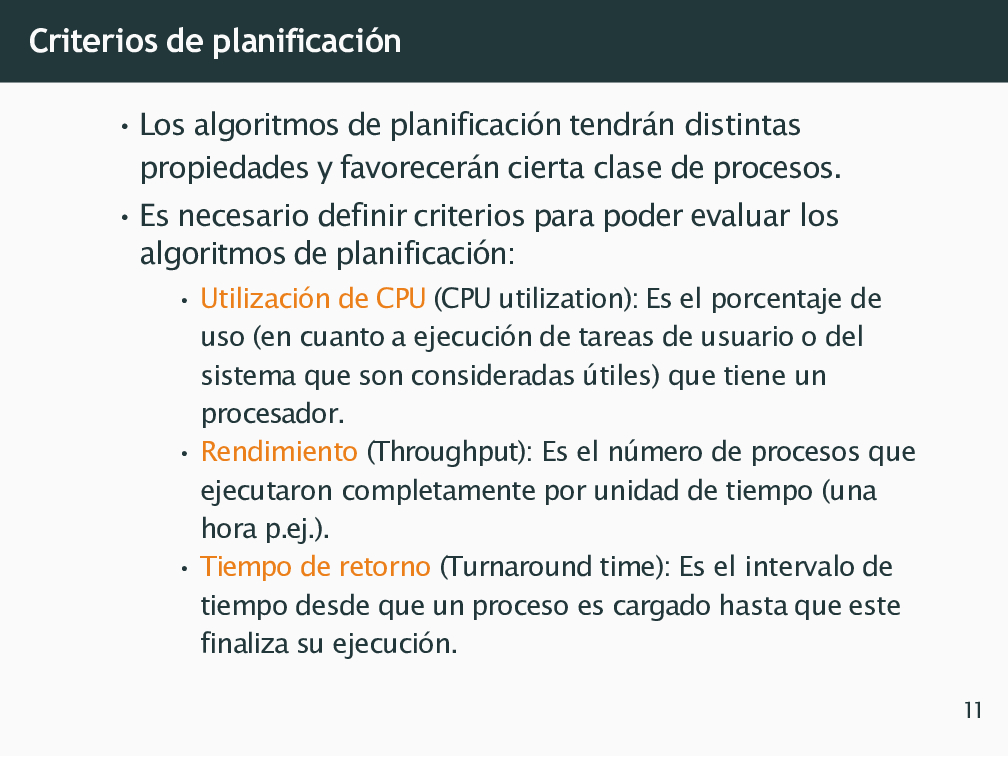 Criterios de planificación
• Los algoritmos de planificación tendrán distintas
propiedades y favorecerán cierta clase de procesos.
• Es necesario definir criterios para poder evaluar los
algoritmos de planificación:
• Utilización de CPU (CPU utilization): Es el porcentaje de
uso (en cuanto a ejecución de tareas de usuario o del
sistema que son consideradas útiles) que tiene un
procesador.
• Rendimiento (Throughput): Es el número de procesos que
ejecutaron completamente por unidad de tiempo (una
hora p.ej.).
• Tiempo de retorno (Turnaround time): Es el intervalo de
tiempo desde que un proceso es cargado hasta que este
finaliza su ejecución.
11